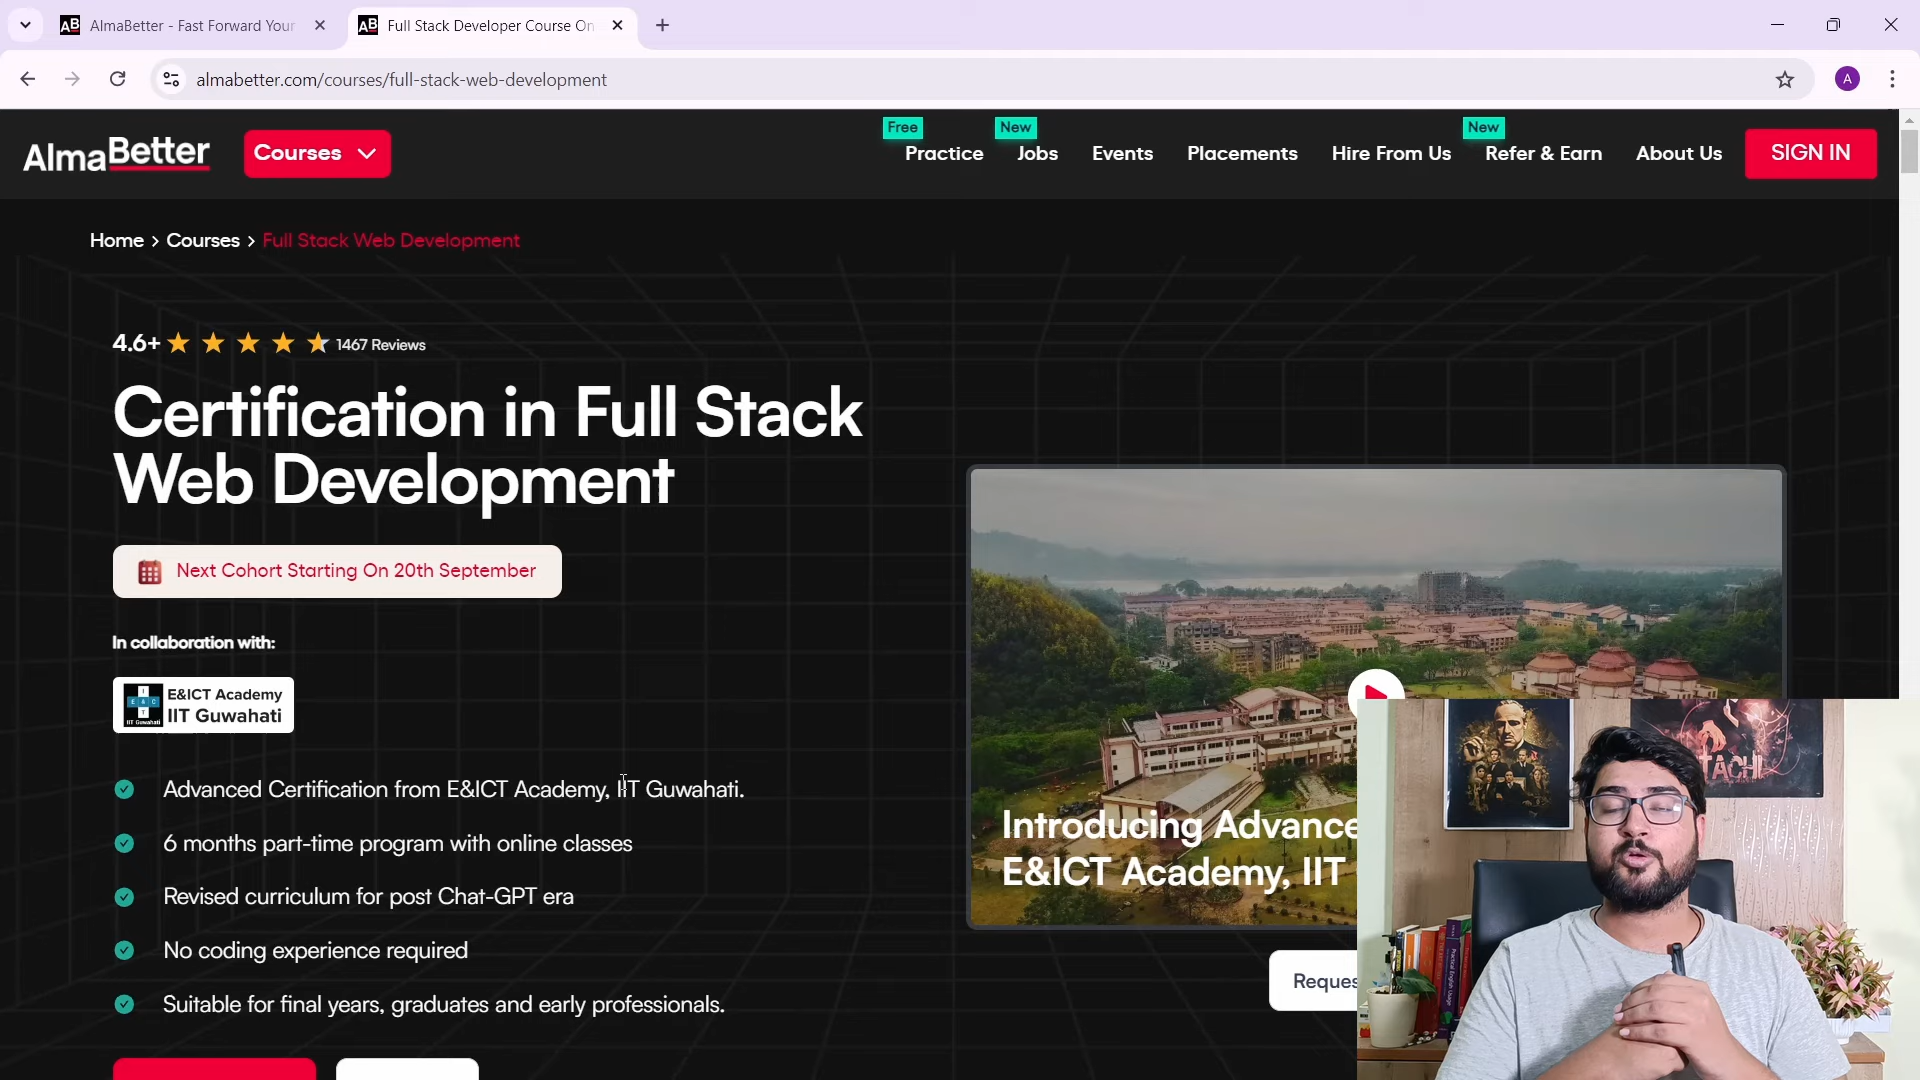 AB AlmaBetter - Fast Forward Your
AB Full Stack Developer Course On
almabetter.com/courses/full-stack-web-development
A
AlmaBetter
Courses
Free
Practice
New
Jobs
Events
Placements
Hire From Us
New
Refer & Earn
About Us
SIGN IN
Home > Courses > Full Stack Web Development
4.6+ 1467 Reviews
Certification in Full Stack
Web Development
Next Cohort Starting On 20th September
In collaboration with:
E&ICT Academy
IIT Guwahati
Advanced Certification from E&ICT Academy, IIT Guwahati.
6 months part-time program with online classes
Revised curriculum for post Chat-GPT era
No coding experience required
Suitable for final years, graduates and early professionals.
Introducing Advance
E&ICT Academy, IIT
Reques